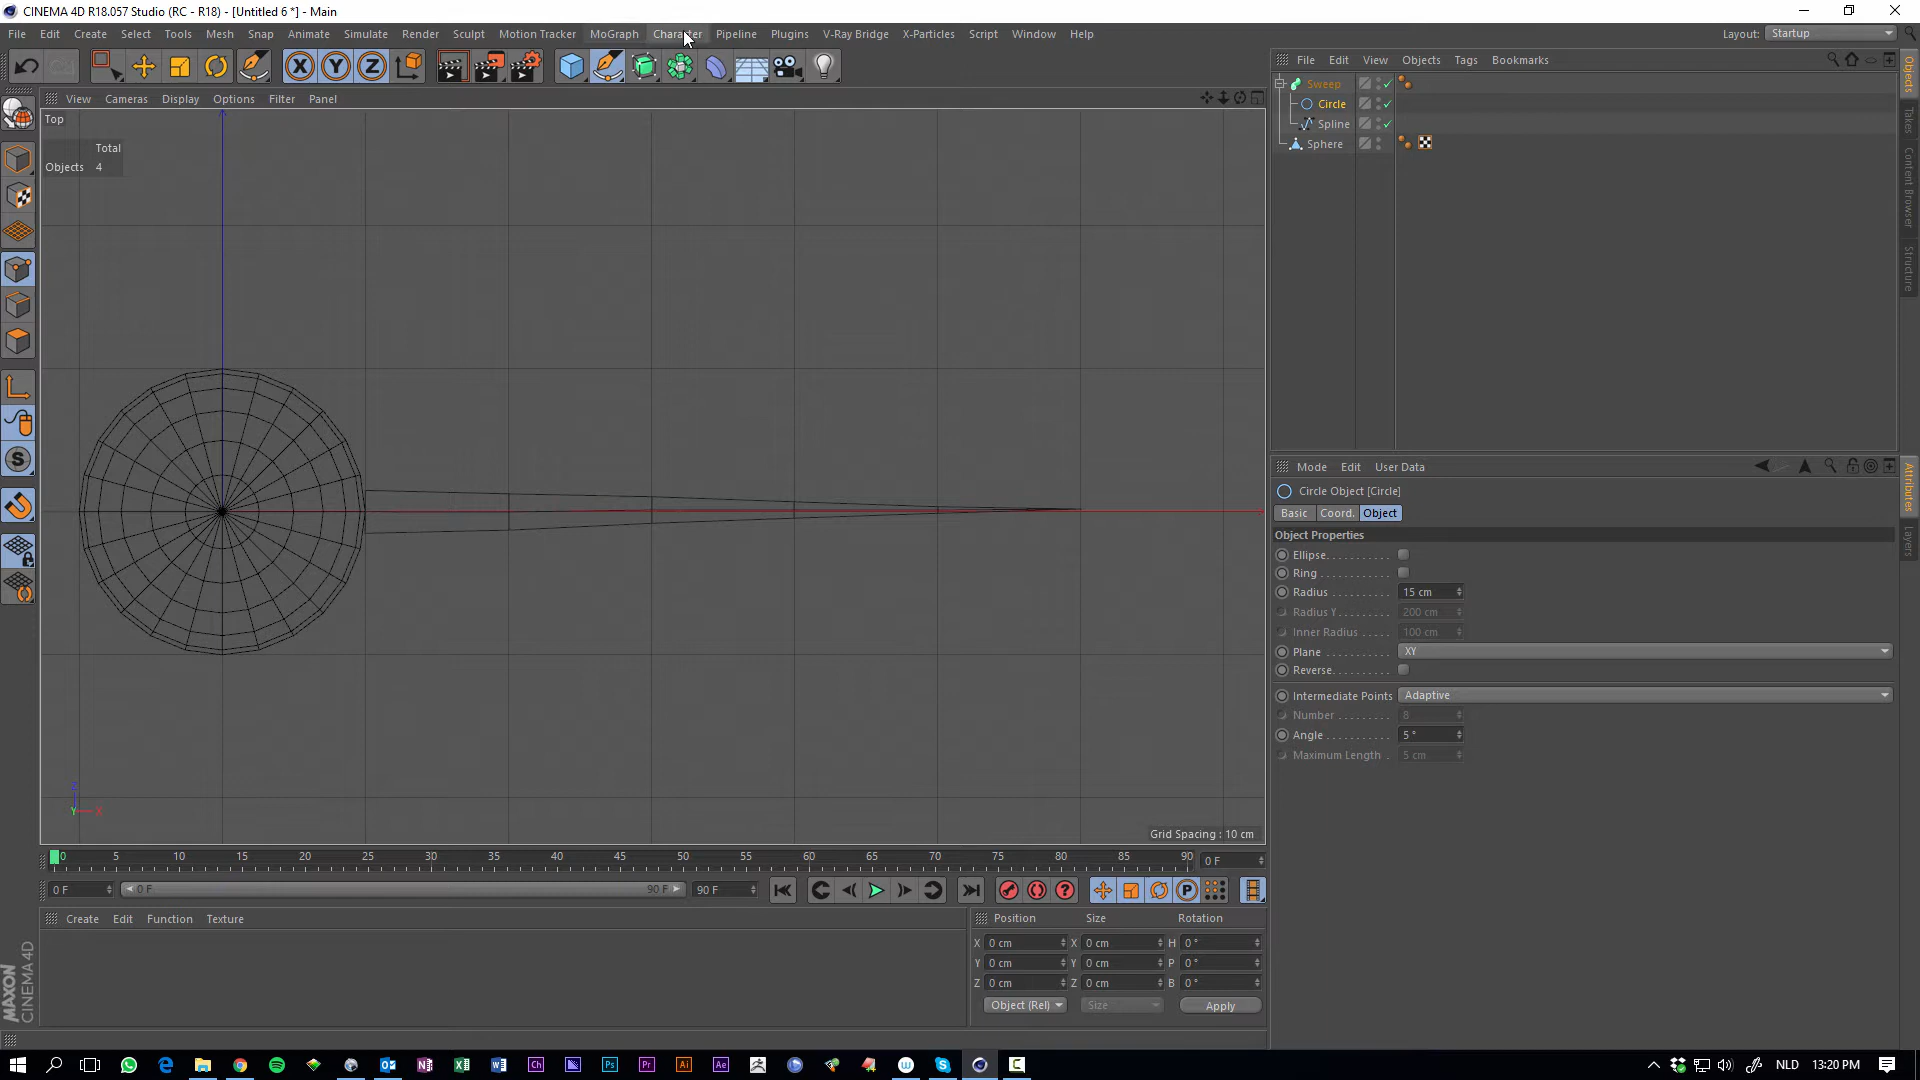 CINEMA 4D R18.057 Studio (RC - R18) - [Untitled 6 *] - Main
File Edit Create Select Tools Mesh Snap Animate Simulate Render Sculpt Motion Tracker MoGraph Character Pipeline Plugins V-Ray Bridge X-Particles Script Window Help Layout: Startup
File Edit View Objects Tags Bookmarks
View Cameras Display Options Filter Panel
Top
Total
Objects 4
Sweep
Circle
Spline
Sphere
Objects
Takes
Content Browser
Structure
Mode Edit User Data
Circle Object [Circle]
Basic Coord. Object
Object Properties
Ellipse
Ring
Radius 15 cm
Radius Y 200 cm
Inner Radius 100 cm
Plane XY
Reverse
Intermediate Points Adaptive
Number 8
Angle 5 °
Maximum Length 5 cm
Attributes
Layers
Z
Y X
Grid Spacing : 10 cm
0 5 10 15 20 25 30 35 40 45 50 55 60 65 70 75 80 85 90 0 F
0 F 0 F 90 F 90 F
Create Edit Function Texture
Position Size Rotation
X 0 cm X 0 cm H 0 °
Y 0 cm Y 0 cm P 0 °
Z 0 cm Z 0 cm B 0 °
Object (Rel) Size Apply
MAXON CINEMA 4D
NLD 13:20 PM